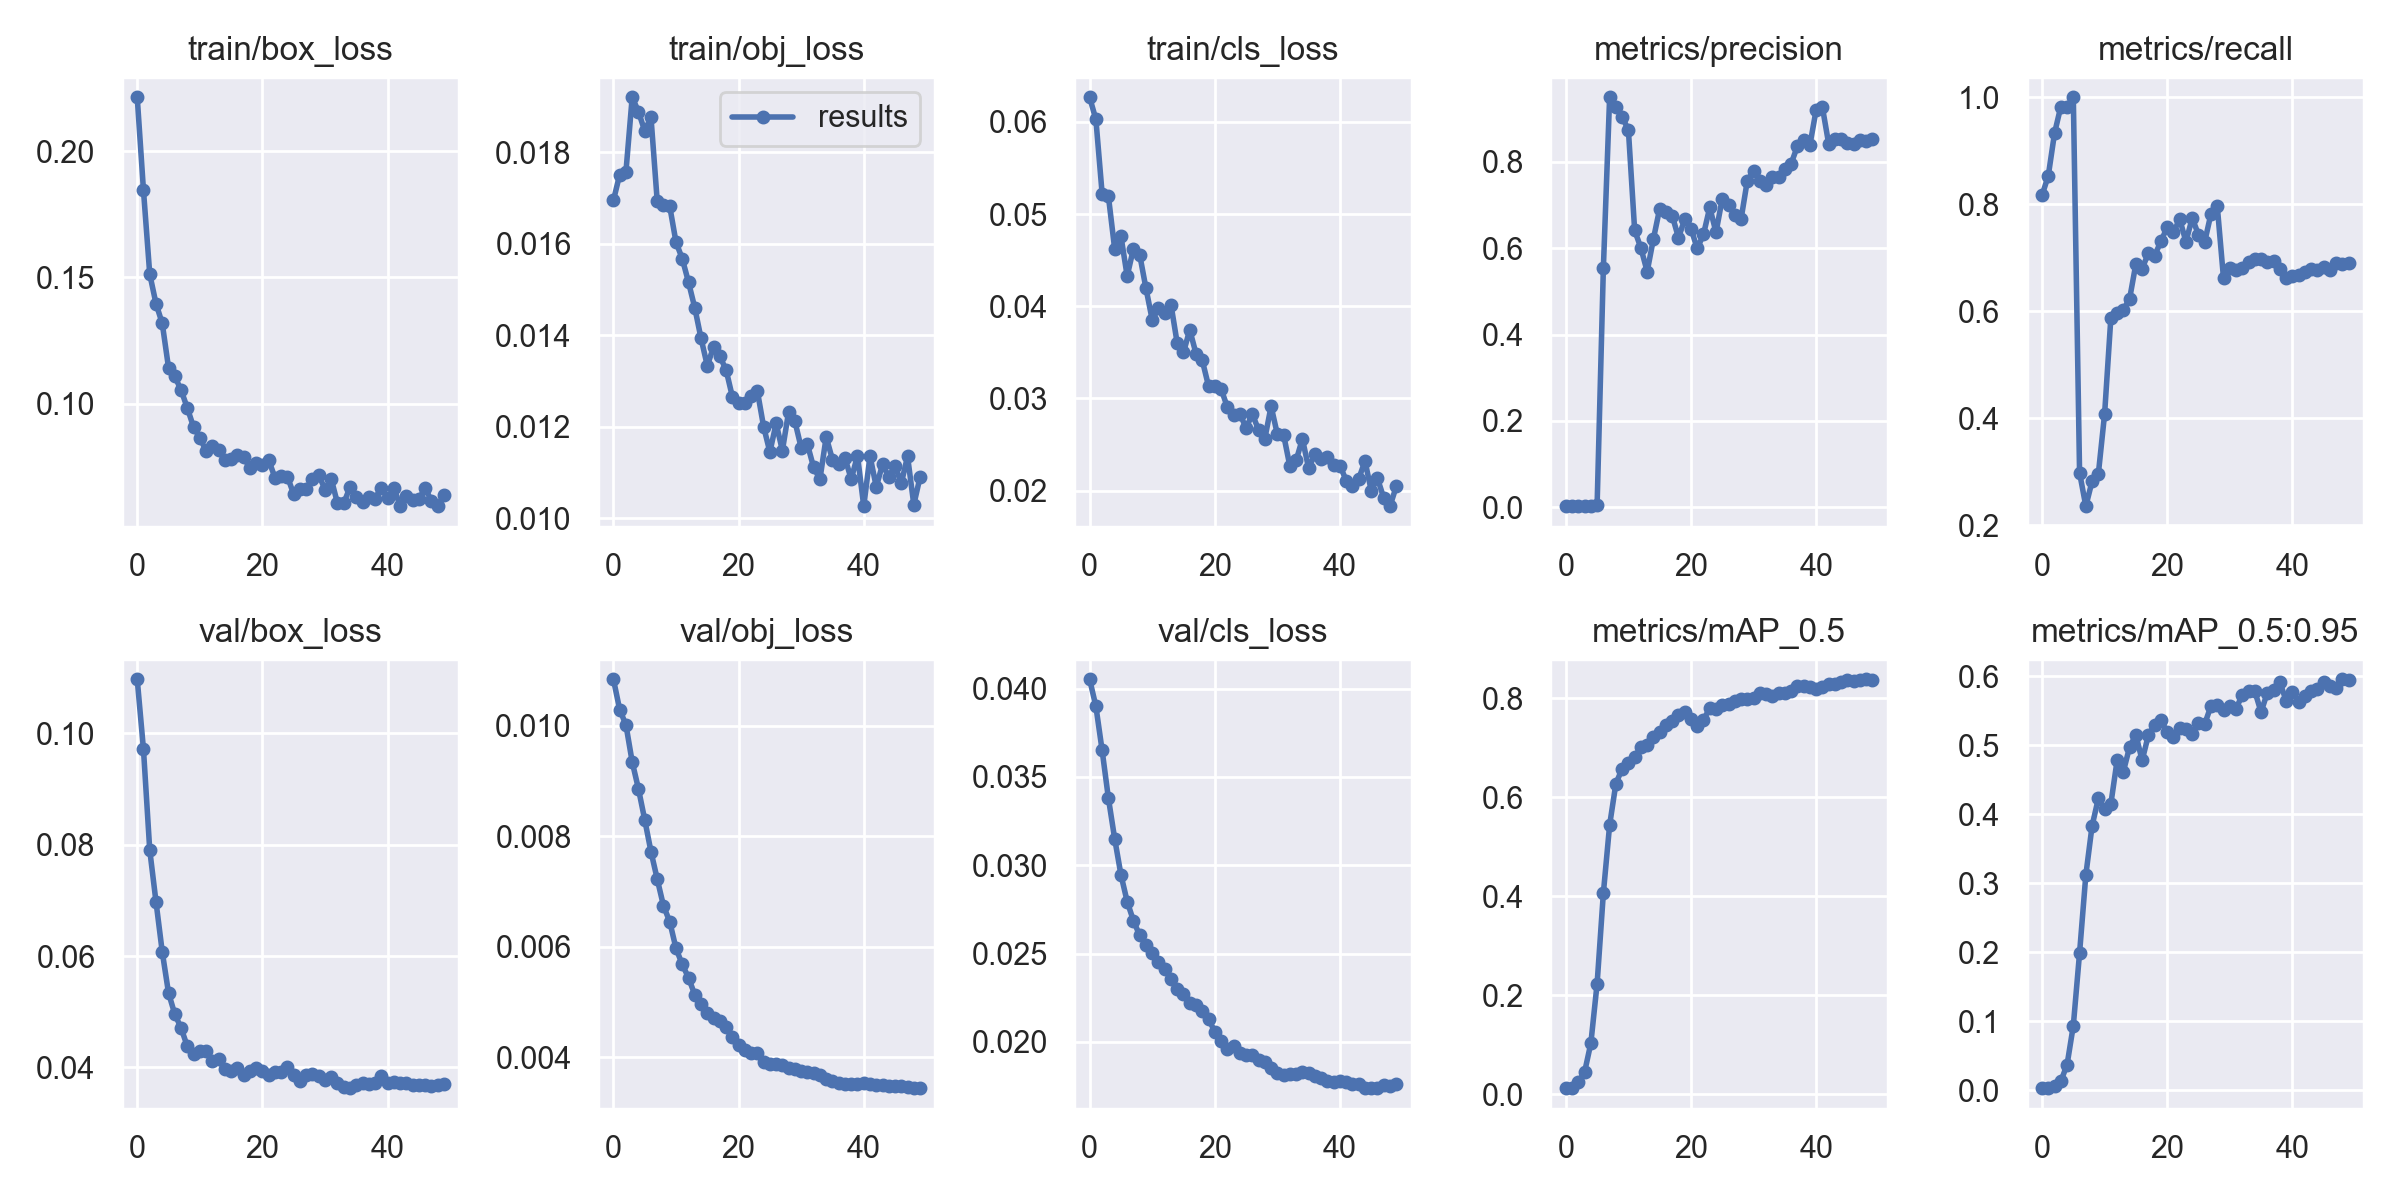 train/box_loss
0.20
0.15
0.10
0 20 40
train/obj_loss
results
0.018
0.016
0.014
0.012
0.010
0 20 40
train/cls_loss
0.06
0.05
0.04
0.03
0.02
0 20 40
metrics/precision
0.8
0.6
0.4
0.2
0.0
0 20 40
metrics/recall
1.0
0.8
0.6
0.4
0.2
0 20 40
val/box_loss
0.10
0.08
0.06
0.04
0 20 40
val/obj_loss
0.010
0.008
0.006
0.004
0 20 40
val/cls_loss
0.040
0.035
0.030
0.025
0.020
0 20 40
metrics/mAP_0.5
0.8
0.6
0.4
0.2
0.0
0 20 40
metrics/mAP_0.5:0.95
0.6
0.5
0.4
0.3
0.2
0.1
0.0
0 20 40